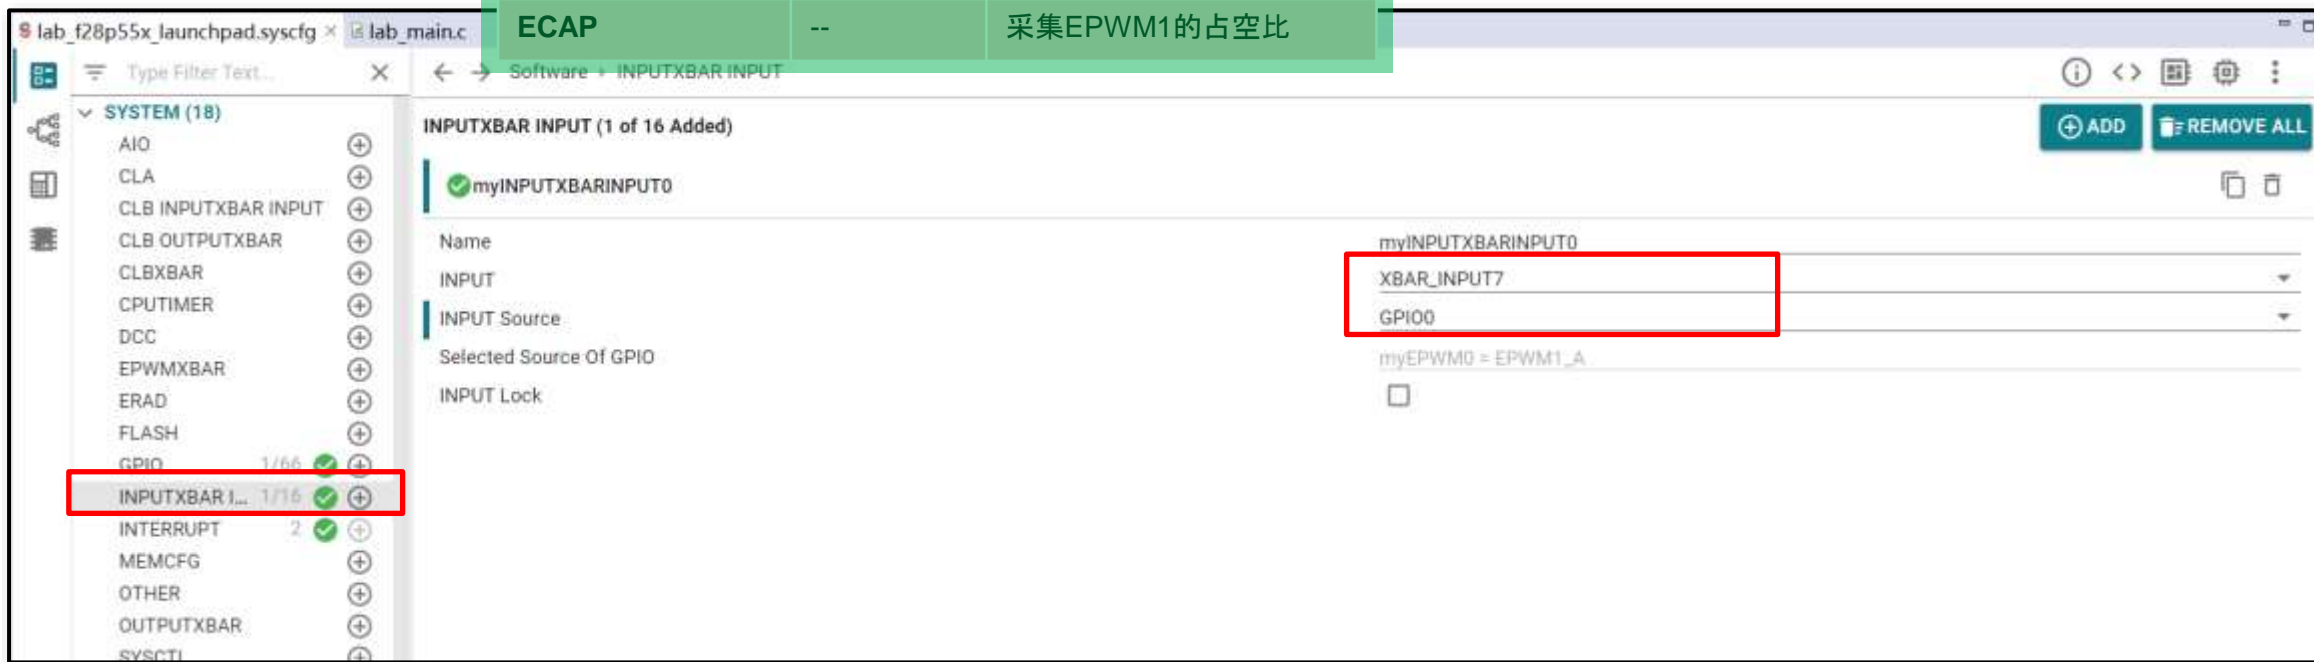 lab_f28p55x_launchpad.syscfg × lab_main.c
ECAP -- 采集EPWM1的占空比
Type Filter Text...
Software › INPUTXBAR INPUT
SYSTEM (18)
AIO
CLA
CLB INPUTXBAR INPUT
CLB OUTPUTXBAR
CLBXBAR
CPUTIMER
DCC
EPWMXBAR
ERAD
FLASH
GPIO 1/66
INPUTXBAR I... 1/16
INTERRUPT 2
MEMCFG
OTHER
OUTPUTXBAR
SYSCTL
INPUTXBAR INPUT (1 of 16 Added)
ADD
REMOVE ALL
myINPUTXBARINPUT0
Name myINPUTXBARINPUT0
INPUT XBAR_INPUT7
INPUT Source GPIO0
Selected Source Of GPIO myEPWM0 = EPWM1_A
INPUT Lock